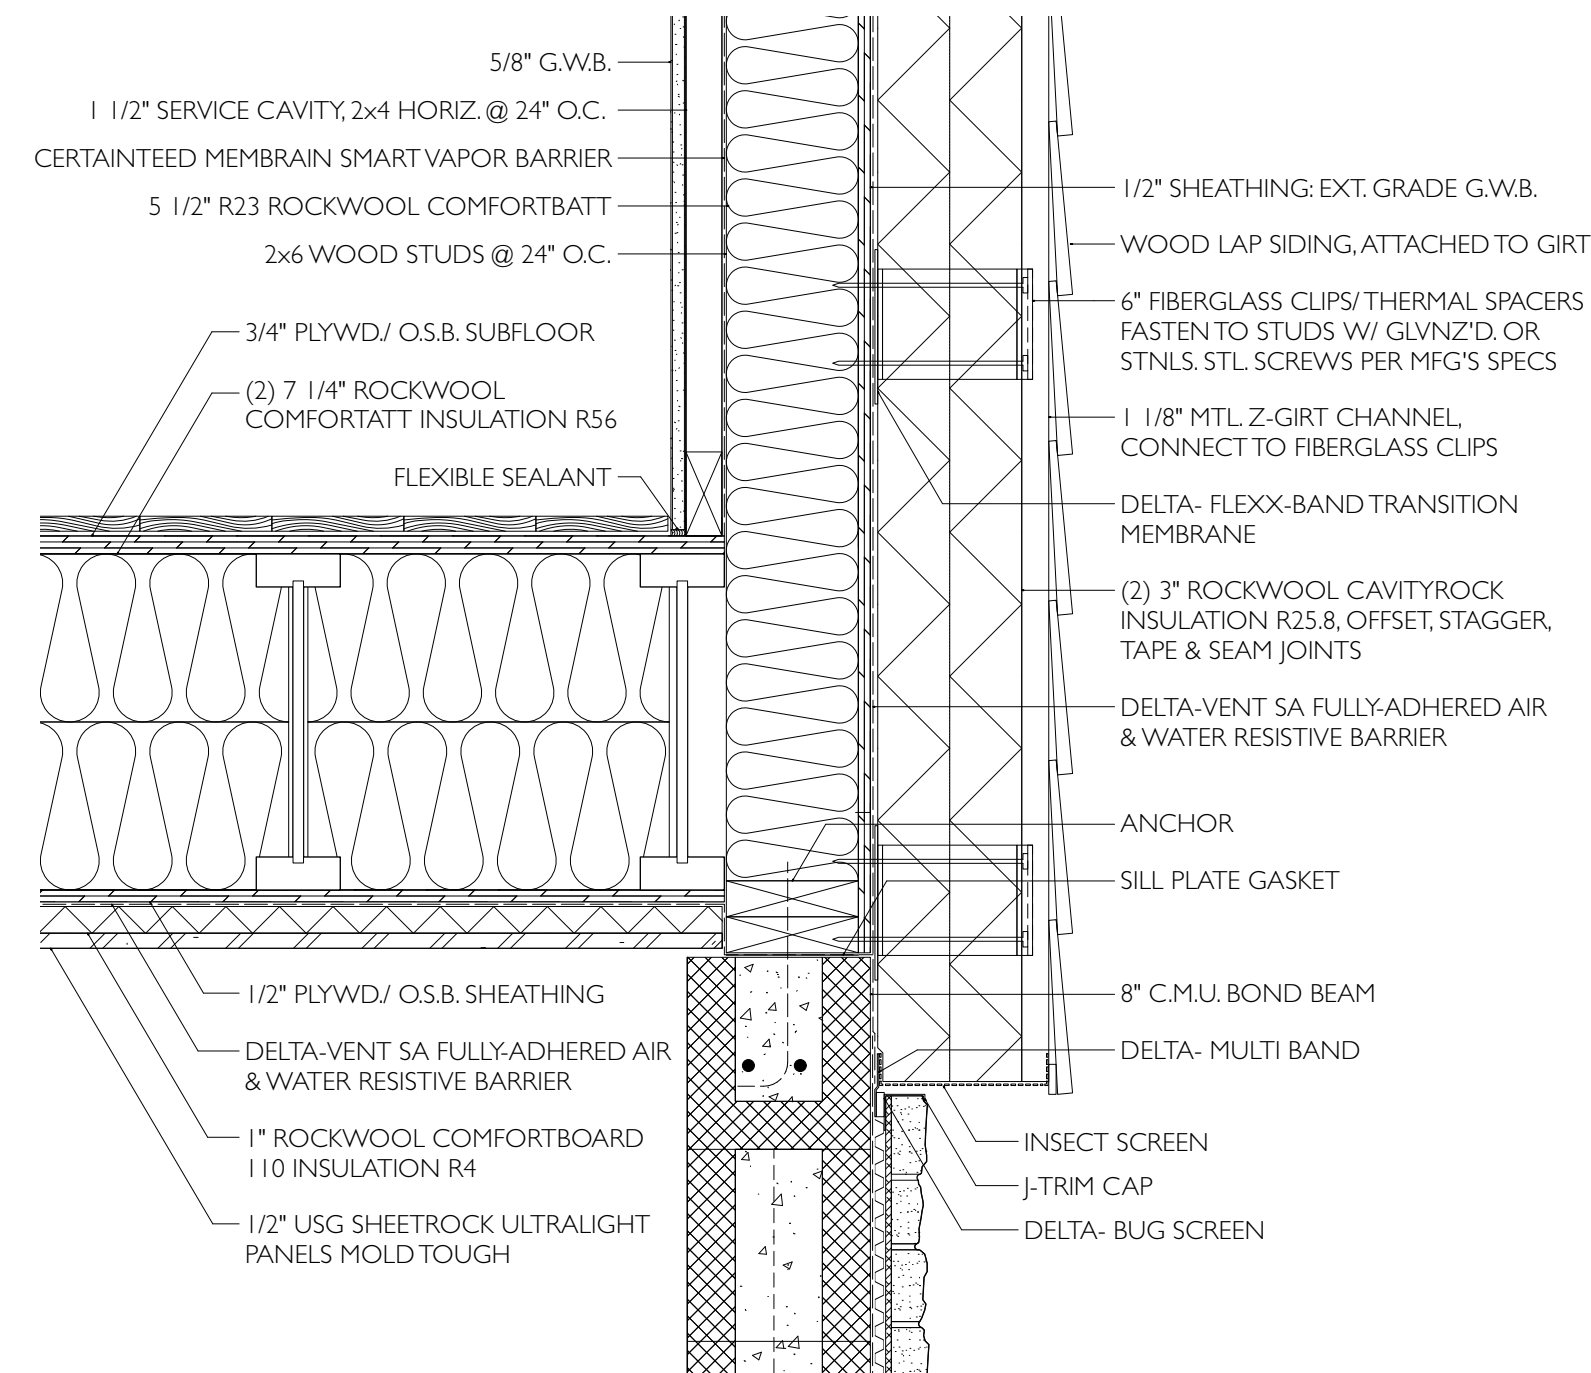 5/8" G.W.B.
1 1/2" SERVICE CAVITY, 2x4 HORIZ. @ 24" O.C.
CERTAINTEED MEMBRAIN SMART VAPOR BARRIER
5 1/2" R23 ROCKWOOL COMFORTBATT
2x6 WOOD STUDS @ 24" O.C.
3/4" PLYWD./ O.S.B. SUBFLOOR
(2) 7 1/4" ROCKWOOL
COMFORTATT INSULATION R56
FLEXIBLE SEALANT
1/2" PLYWD./ O.S.B. SHEATHING
DELTA-VENT SA FULLY-ADHERED AIR
& WATER RESISTIVE BARRIER
1" ROCKWOOL COMFORTBOARD
110 INSULATION R4
1/2" USG SHEETROCK ULTRALIGHT
PANELS MOLD TOUGH
1/2" SHEATHING: EXT. GRADE G.W.B.
WOOD LAP SIDING, ATTACHED TO GIRT
6" FIBERGLASS CLIPS/ THERMAL SPACERS
FASTEN TO STUDS W/ GLVNZ'D. OR
STNLS. STL. SCREWS PER MFG'S SPECS
1 1/8" MTL. Z-GIRT CHANNEL,
CONNECT TO FIBERGLASS CLIPS
DELTA- FLEXX-BAND TRANSITION
MEMBRANE
(2) 3" ROCKWOOL CAVITYROCK
INSULATION R25.8, OFFSET, STAGGER,
TAPE & SEAM JOINTS
DELTA-VENT SA FULLY-ADHERED AIR
& WATER RESISTIVE BARRIER
ANCHOR
SILL PLATE GASKET
8" C.M.U. BOND BEAM
DELTA- MULTI BAND
INSECT SCREEN
J-TRIM CAP
DELTA- BUG SCREEN